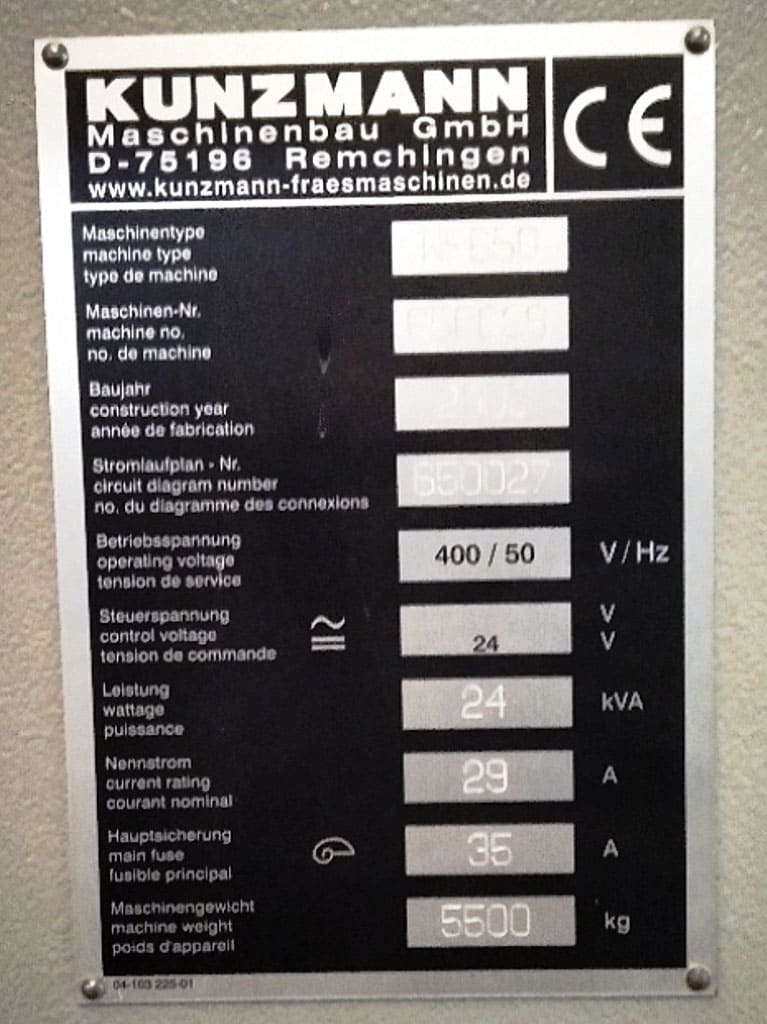 KUNZMANN
Maschinenbau GmbH
D-75196 Remchingen
www.kunzmann-fraesmaschinen.de
CE
Maschinentype
machine type
type de machine
Maschinen-Nr.
machine no.
no. de machine
Baujahr
construction year
année de fabrication
Stromlaufplan - Nr.
circuit diagram number
no. du diagramme des connexions
650027
Betriebsspannung
operating voltage
tension de service
400 / 50 V / Hz
Steuerspannung
control voltage
tension de commande
≃
=
V
24 V
Leistung
wattage
puissance
24 kVA
Nennstrom
current rating
courant nominal
29 A
Hauptsicherung
main fuse
fusible principal
35 A
Maschinengewicht
machine weight
poids d'appareil
5500 kg
04-103 225-01